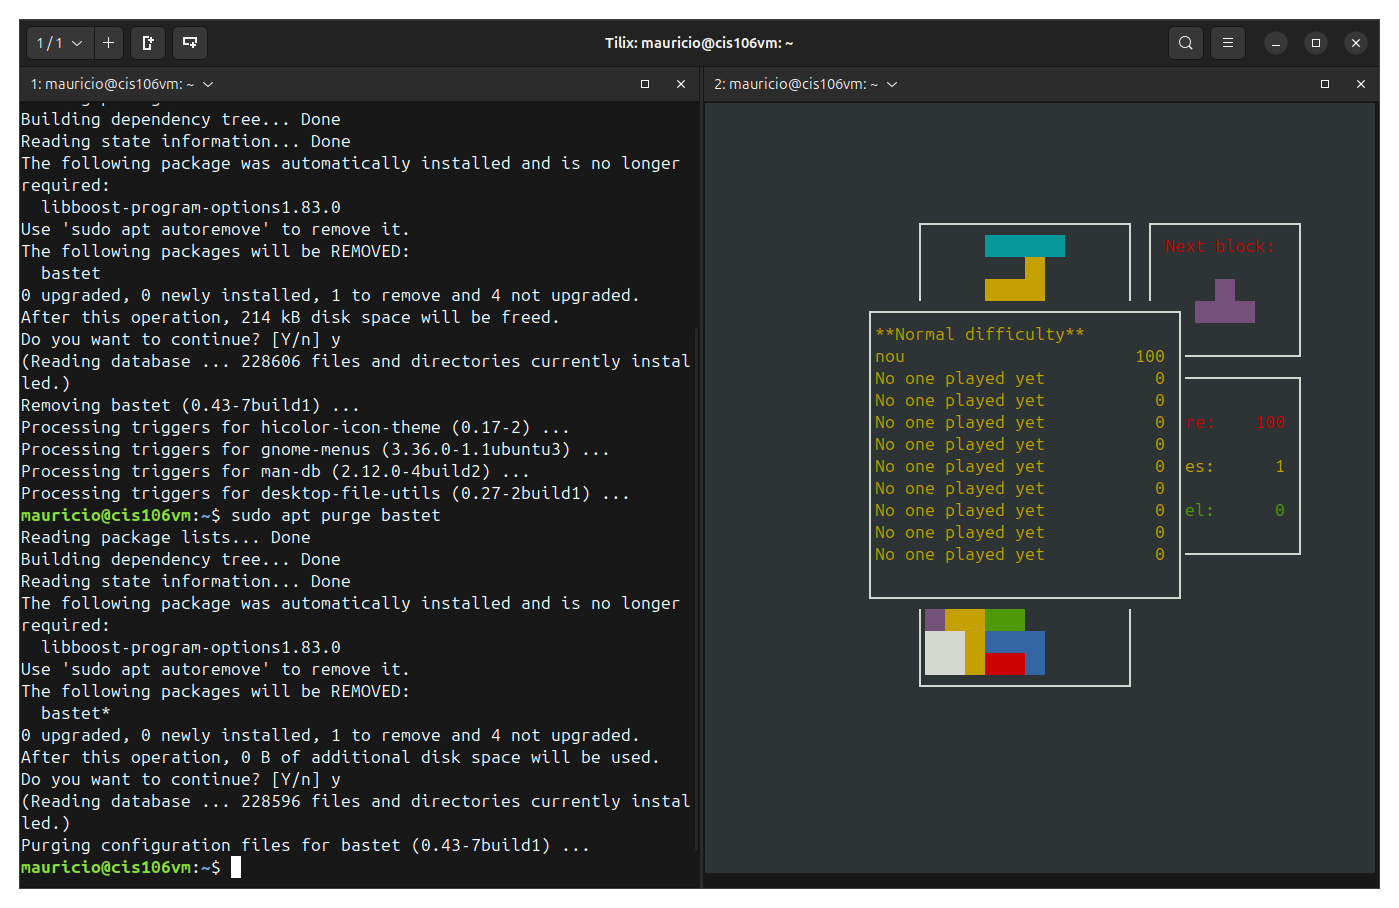 1 / 1
Tilix: mauricio@cis106vm: ~
1: mauricio@cis106vm: ~
Building dependency tree... Done
Reading state information... Done
The following package was automatically installed and is no longer
required:
  libboost-program-options1.83.0
Use 'sudo apt autoremove' to remove it.
The following packages will be REMOVED:
  bastet
0 upgraded, 0 newly installed, 1 to remove and 4 not upgraded.
After this operation, 214 kB disk space will be freed.
Do you want to continue? [Y/n] y
(Reading database ... 228606 files and directories currently instal
led.)
Removing bastet (0.43-7build1) ...
Processing triggers for hicolor-icon-theme (0.17-2) ...
Processing triggers for gnome-menus (3.36.0-1.1ubuntu3) ...
Processing triggers for man-db (2.12.0-4build2) ...
Processing triggers for desktop-file-utils (0.27-2build1) ...
mauricio@cis106vm:~$ sudo apt purge bastet
Reading package lists... Done
Building dependency tree... Done
Reading state information... Done
The following package was automatically installed and is no longer
required:
  libboost-program-options1.83.0
Use 'sudo apt autoremove' to remove it.
The following packages will be REMOVED:
  bastet*
0 upgraded, 0 newly installed, 1 to remove and 4 not upgraded.
After this operation, 0 B of additional disk space will be used.
Do you want to continue? [Y/n] y
(Reading database ... 228596 files and directories currently instal
led.)
Purging configuration files for bastet (0.43-7build1) ...
mauricio@cis106vm:~$
2: mauricio@cis106vm: ~
Next block:
**Normal difficulty**
nou 100
No one played yet 0
No one played yet 0
No one played yet 0
No one played yet 0
No one played yet 0
No one played yet 0
No one played yet 0
No one played yet 0
No one played yet 0
re: 100
es: 1
el: 0